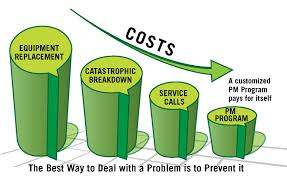 COSTS
EQUIPMENT
REPLACEMENT
CATASTROPHIC
BREAKDOWN
SERVICE
CALLS
A customized
PM Program
pays for itself
PM
PROGRAM
The Best Way to Deal with a Problem is to Prevent it